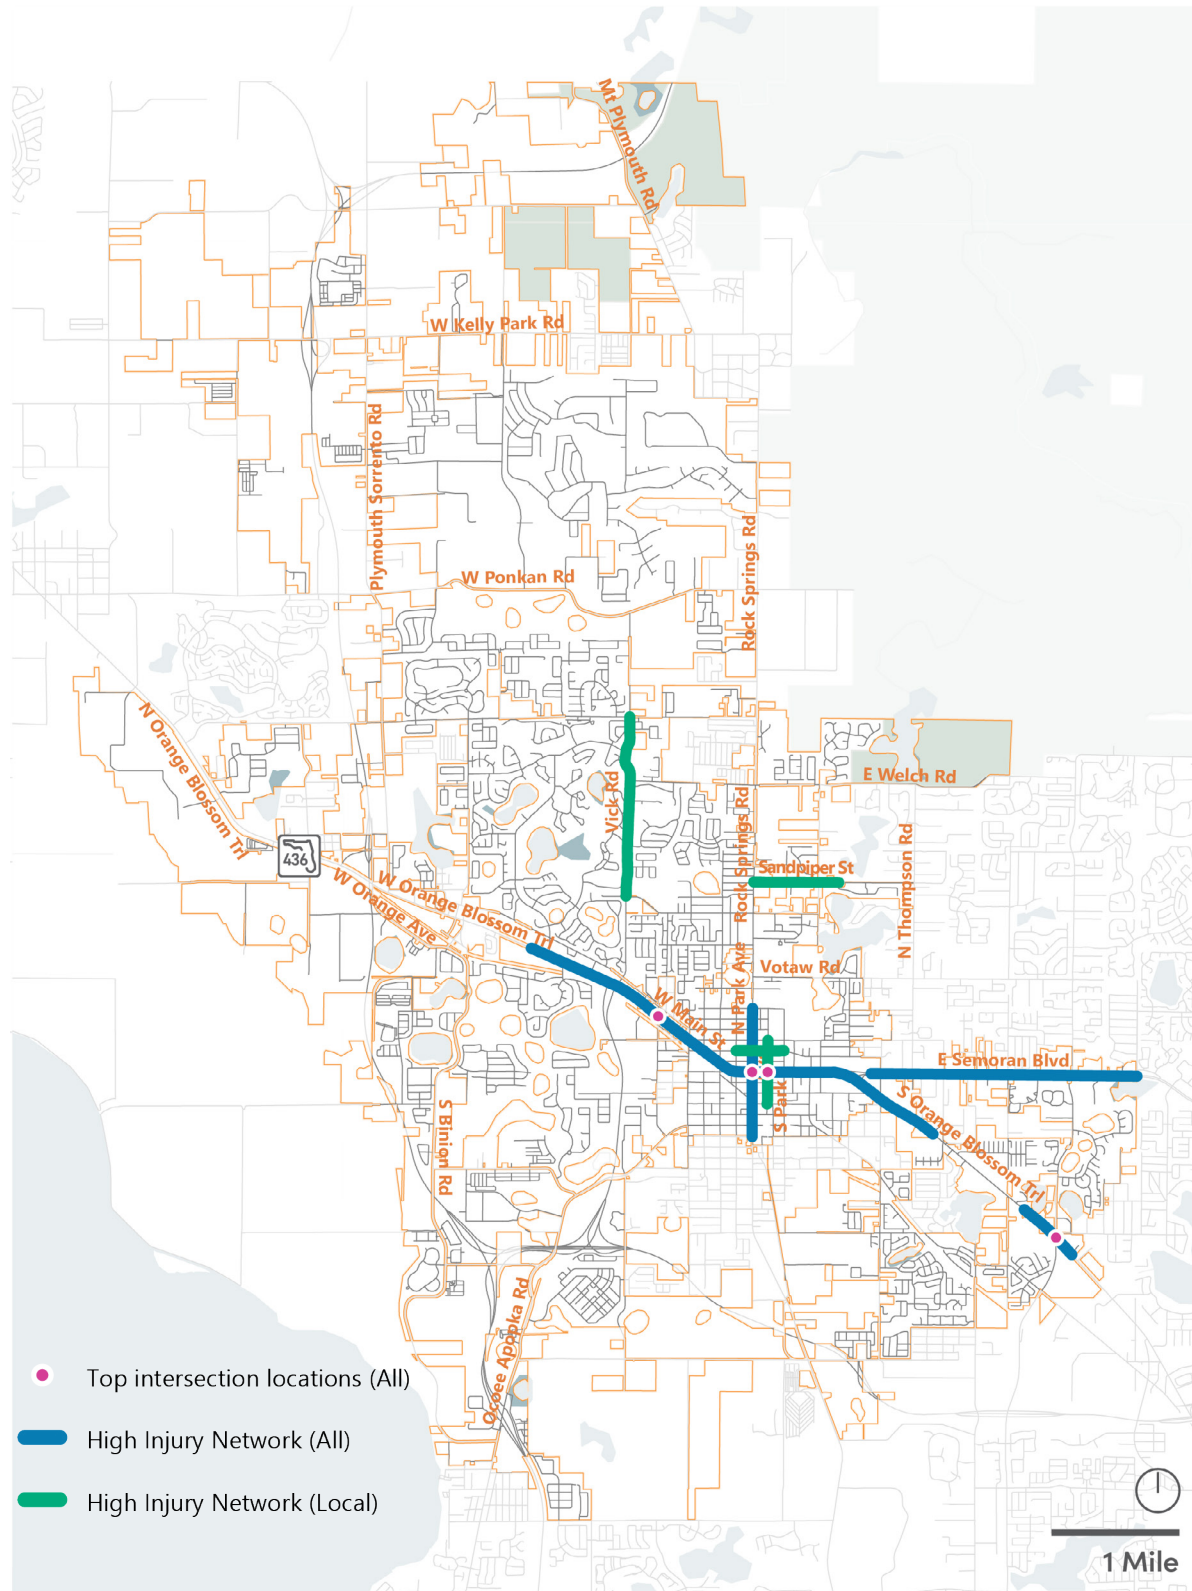 Mt Plymouth Rd
W Kelly Park Rd
Plymouth Sorrento Rd
Rock Springs Rd
W Ponkan Rd
N Orange Blossom Trl
E Welch Rd
Vick Rd
Rock Springs Rd
N Thompson Rd
436
Sandpiper St
W Orange Blossom Trl
W Orange Ave
N Park Ave
Votaw Rd
W Main St
E Semoran Blvd
S Park
S Orange Blossom Trl
S Binion Rd
Ocoee Apopka Rd
Top intersection locations (All)
High Injury Network (All)
High Injury Network (Local)
1 Mile